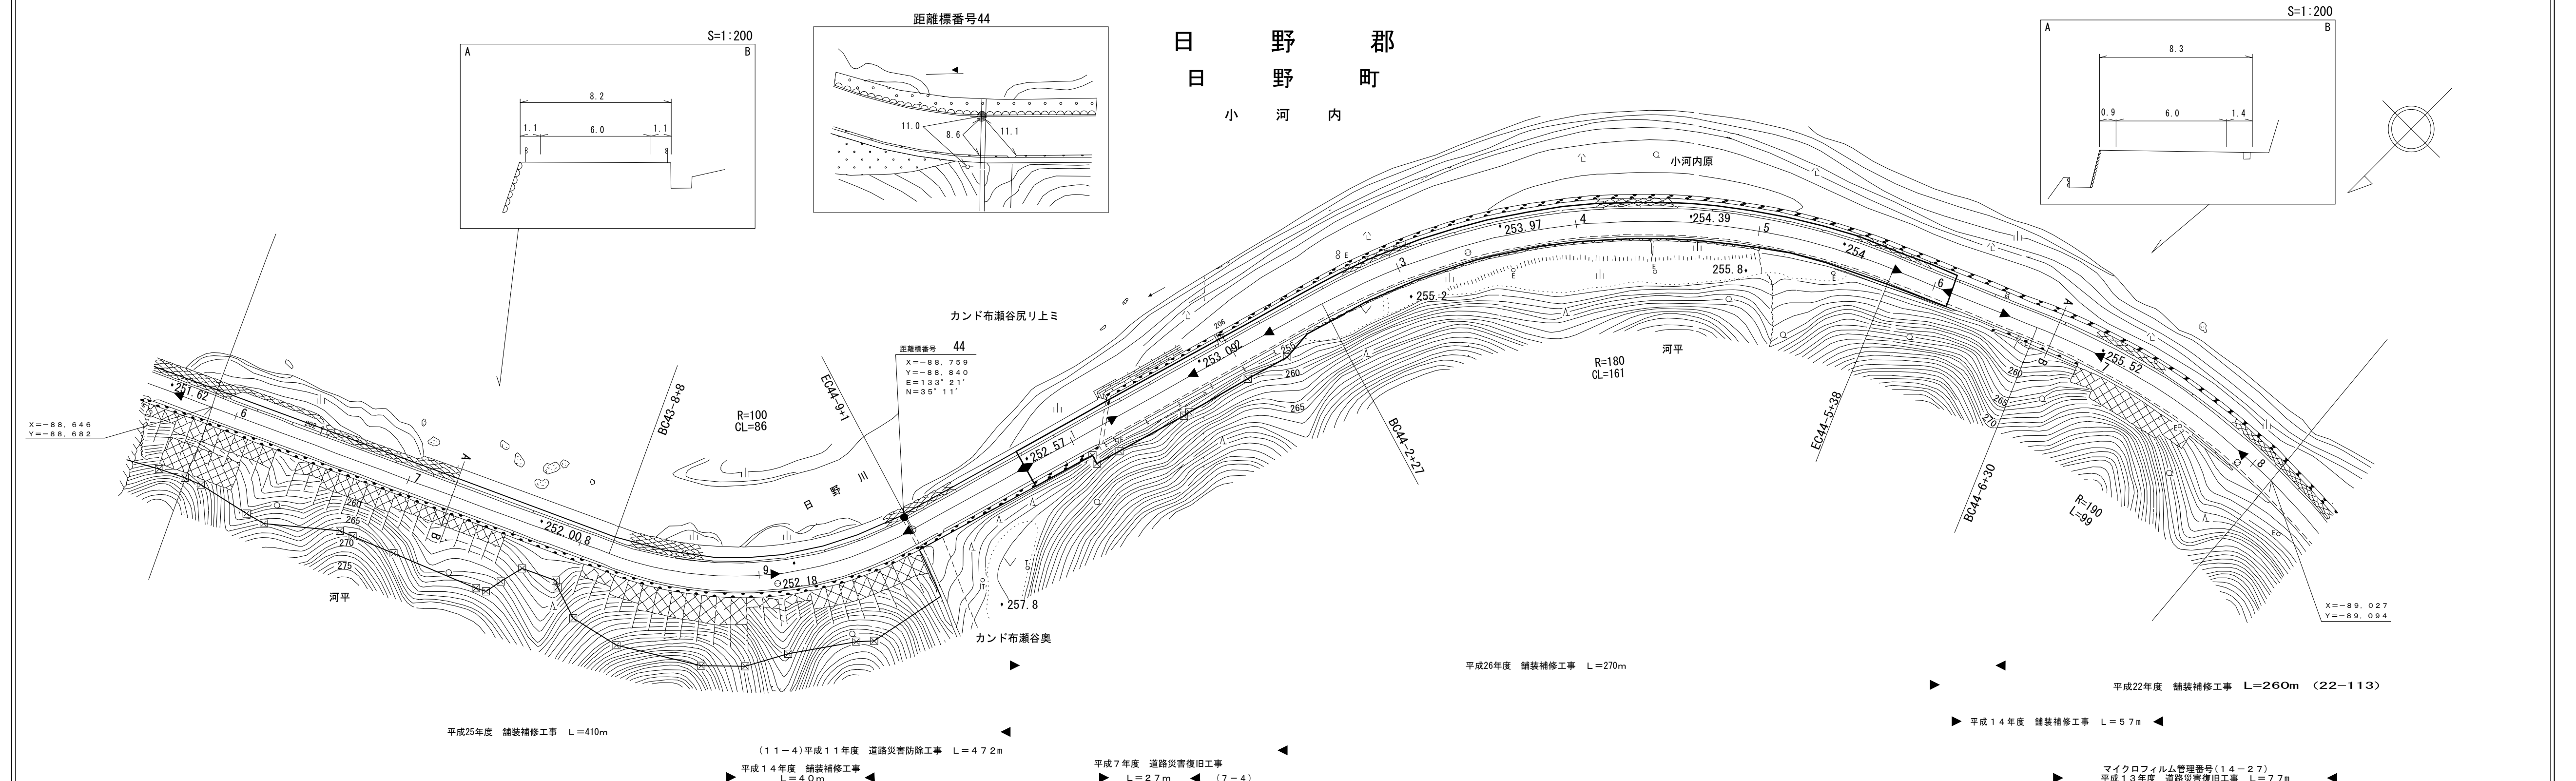 距離標番号44
S=1:200
A
B
8.2
1.1
6.0
1.1
11.0
8.6
11.1
日野郡
日野町
小河内
S=1:200
A
B
8.3
0.9
6.0
1.4
小河内原
カンド布瀬谷尻り上ミ
距離標番号 44
X=-88, 759
Y=-88, 840
E=133°21′
N=35°11′
X=-88, 646
Y=-88, 682
251.62
6
7
A
B
260
265
270
275
河平
252.00
8
BC43-8+8
R=100
CL=86
EC44-9+1
日野川
9
252.18
252.57
1
257.8
カンド布瀬谷奥
206
253.09
2
255
260
265
BC44-2+27
3
253.97
4
254.39
5
254
6
255.2
255.8
R=180
CL=161
河平
EC44-5+38
BC44-6+30
A
B
260
265
270
255.52
7
8
R=190
L=99
X=-89, 027
Y=-89, 094
平成26年度 舗装補修工事 L=270m
平成22年度 舗装補修工事 L=260m (22-113)
平成14年度 舗装補修工事 L=57m
平成25年度 舗装補修工事 L=410m
(11-4)平成11年度 道路災害防除工事 L=472m
平成14年度 舗装補修工事
L=40m
平成7年度 道路災害復旧工事
L=27m (7-4)
マイクロフィルム管理番号(14-27)
平成13年度 道路災害復旧工事 L=77m